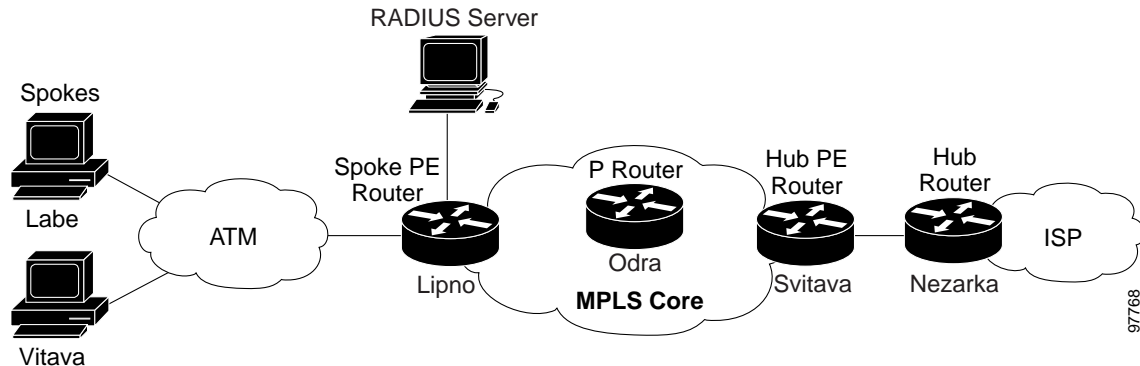 RADIUS Server
Spokes
Labe
Vitava
ATM
Spoke PE
Router
Lipno
P Router
Odra
MPLS Core
Hub PE
Router
Svitava
Hub
Router
Nezarka
ISP
97768